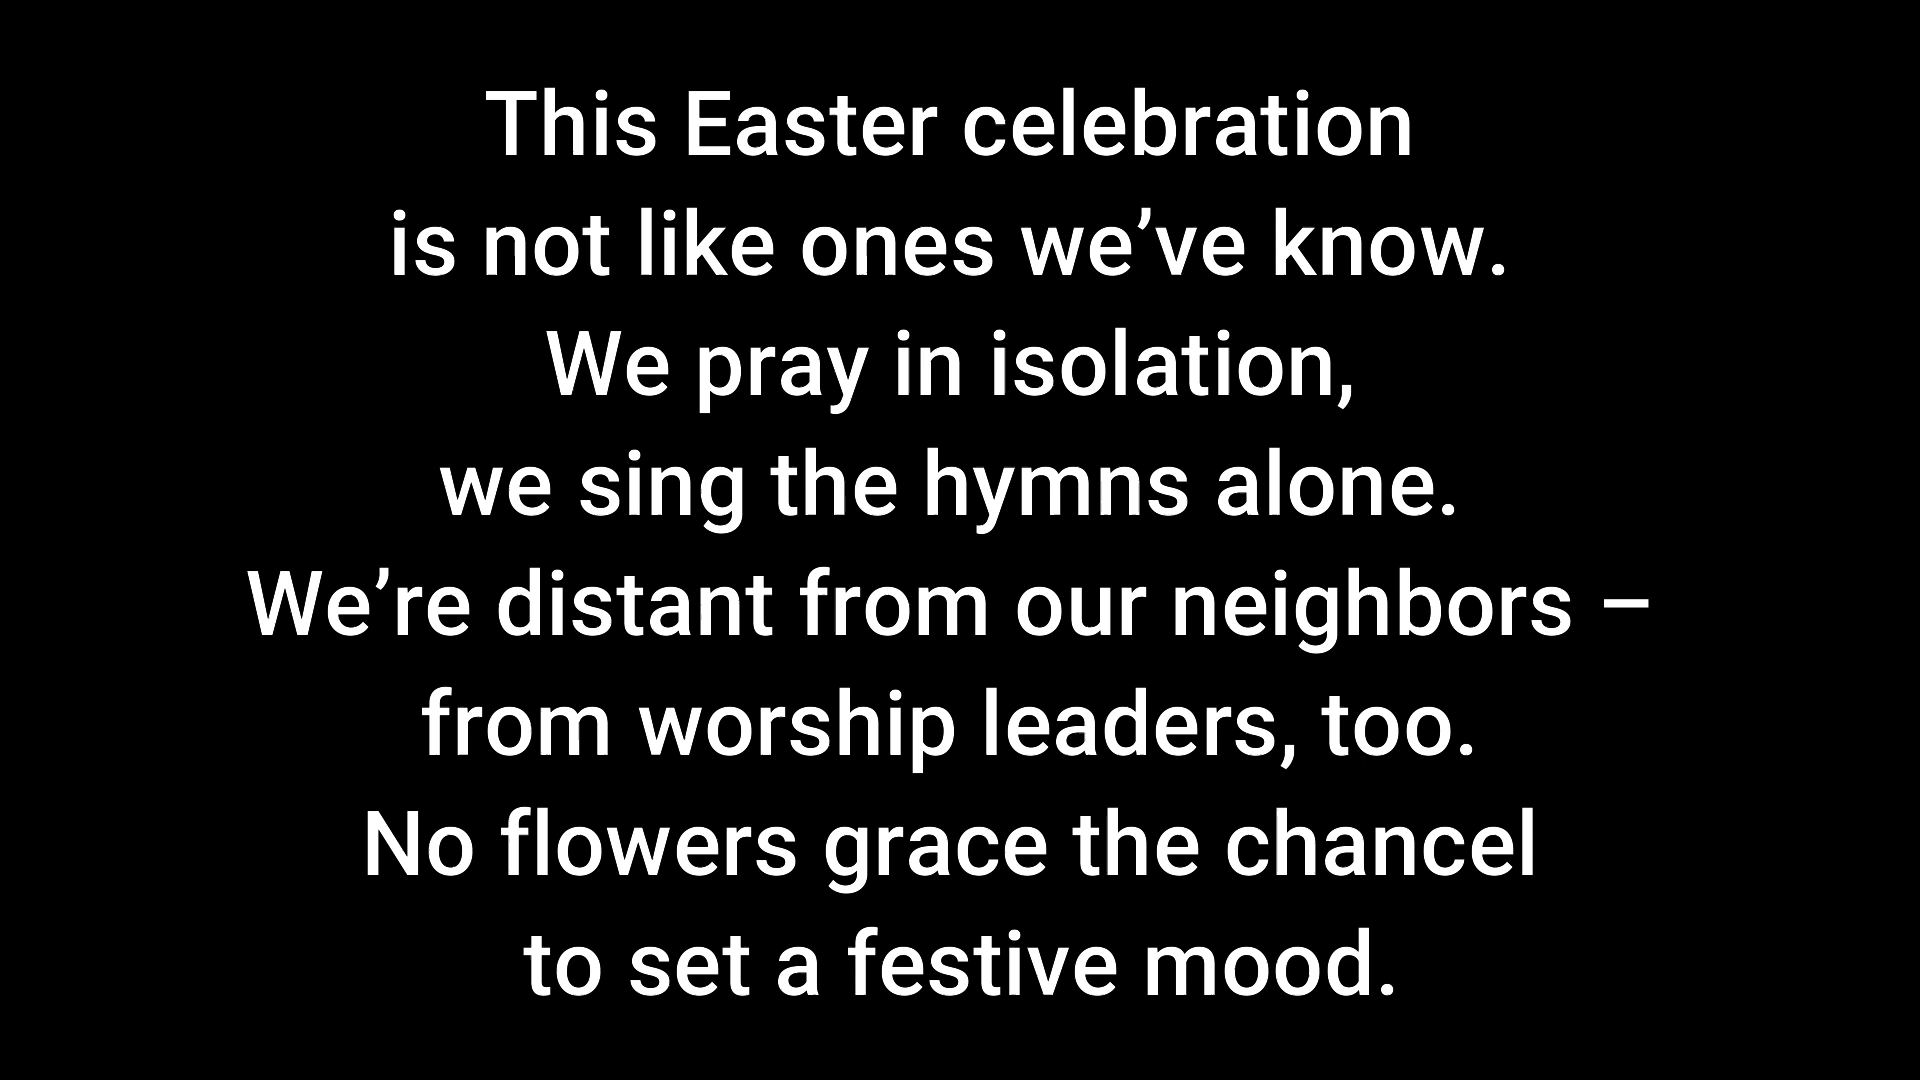 This Easter celebration
is not like ones we’ve know.
We pray in isolation,
we sing the hymns alone.
We’re distant from our neighbors –
from worship leaders, too.
No flowers grace the chancel
to set a festive mood.